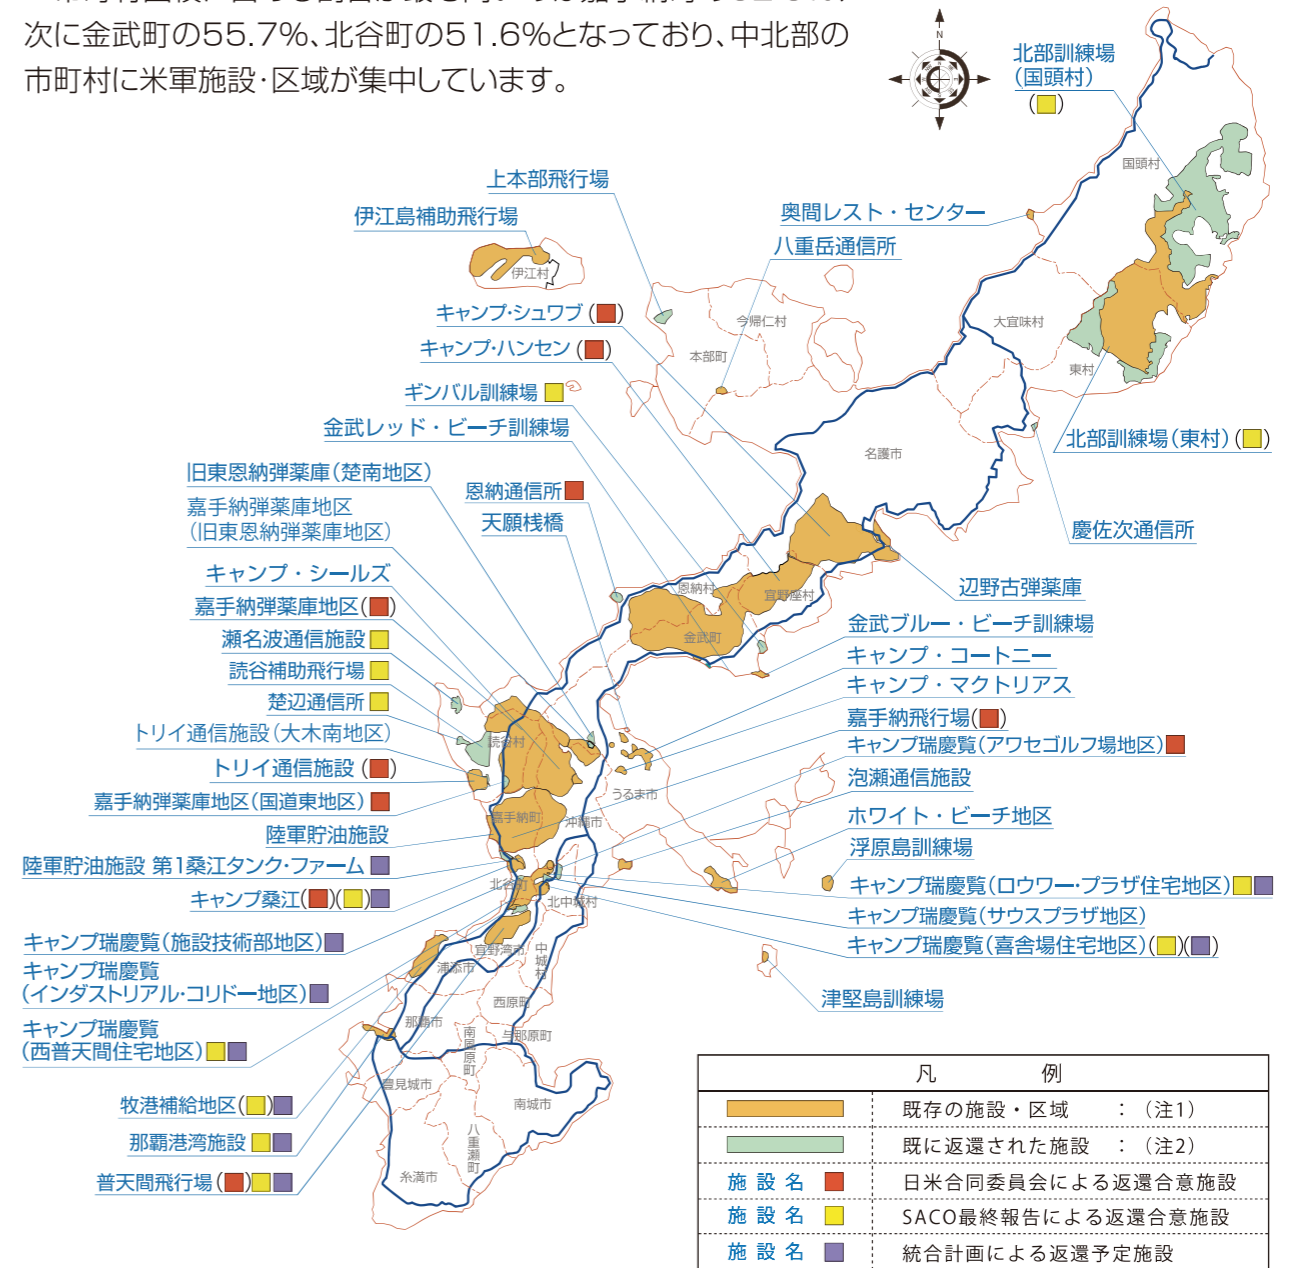 次に金武町の55.7%、北谷町の51.6%となっており、中北部の
市町村に米軍施設・区域が集中しています。
N
北部訓練場
(国頭村)
(■)
国頭村
上本部飛行場
伊江島補助飛行場
奥間レスト・センター
八重岳通信所
伊江村
キャンプ・シュワブ(■)
今帰仁村
大宜味村
キャンプ・ハンセン(■)
本部町
東村
ギンバル訓練場■
金武レッド・ビーチ訓練場
北部訓練場(東村)(■)
名護市
旧東恩納弾薬庫(楚南地区)
恩納通信所■
嘉手納弾薬庫地区
(旧東恩納弾薬庫地区)
天願桟橋
慶佐次通信所
キャンプ・シールズ
恩納村
宜野座村
辺野古弾薬庫
嘉手納弾薬庫地区(■)
金武ブルー・ビーチ訓練場
瀬名波通信施設■
金武町
キャンプ・コートニー
読谷補助飛行場■
キャンプ・マクトリアス
楚辺通信所■
嘉手納飛行場(■)
トリイ通信施設(大木南地区)
読谷村
キャンプ瑞慶覧(アワセゴルフ場地区)■
トリイ通信施設(■)
泡瀬通信施設
嘉手納弾薬庫地区(国道東地区)■
うるま市
ホワイト・ビーチ地区
嘉手納町
沖縄市
陸軍貯油施設
浮原島訓練場
陸軍貯油施設 第1桑江タンク・ファーム■
北谷町
キャンプ瑞慶覧(ロウワー・プラザ住宅地区)■■
キャンプ桑江(■)(■)■
北中城村
キャンプ瑞慶覧(サウスプラザ地区)
キャンプ瑞慶覧(施設技術部地区)■
宜野湾市
中城村
キャンプ瑞慶覧(喜舎場住宅地区)(■)(■)
キャンプ瑞慶覧
(インダストリアル・コリドー地区)■
浦添市
西原町
津堅島訓練場
キャンプ瑞慶覧
(西普天間住宅地区)■■
那覇市
南風原町
与那原町
豊見城市
南城市
牧港補給地区(■)■
那覇港湾施設■■
八重瀬町
普天間飛行場(■)■■
糸満市
凡 例
既存の施設・区域 :(注1)
既に返還された施設 :(注2)
施設名■ 日米合同委員会による返還合意施設
施設名■ SACO最終報告による返還合意施設
施設名■ 統合計画による返還予定施設